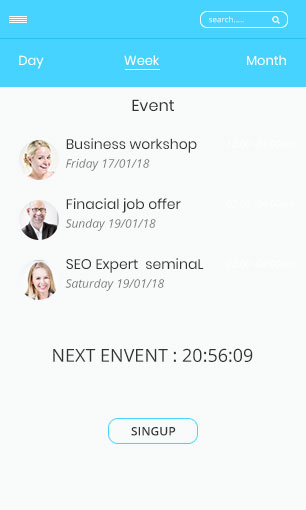 search.....
Day Week Month
Event
Business workshop
Friday 17/01/18
Finacial job offer
Sunday 19/01/18
SEO Expert seminaL
Saturday 19/01/18
NEXT ENVENT : 20:56:09
SINGUP